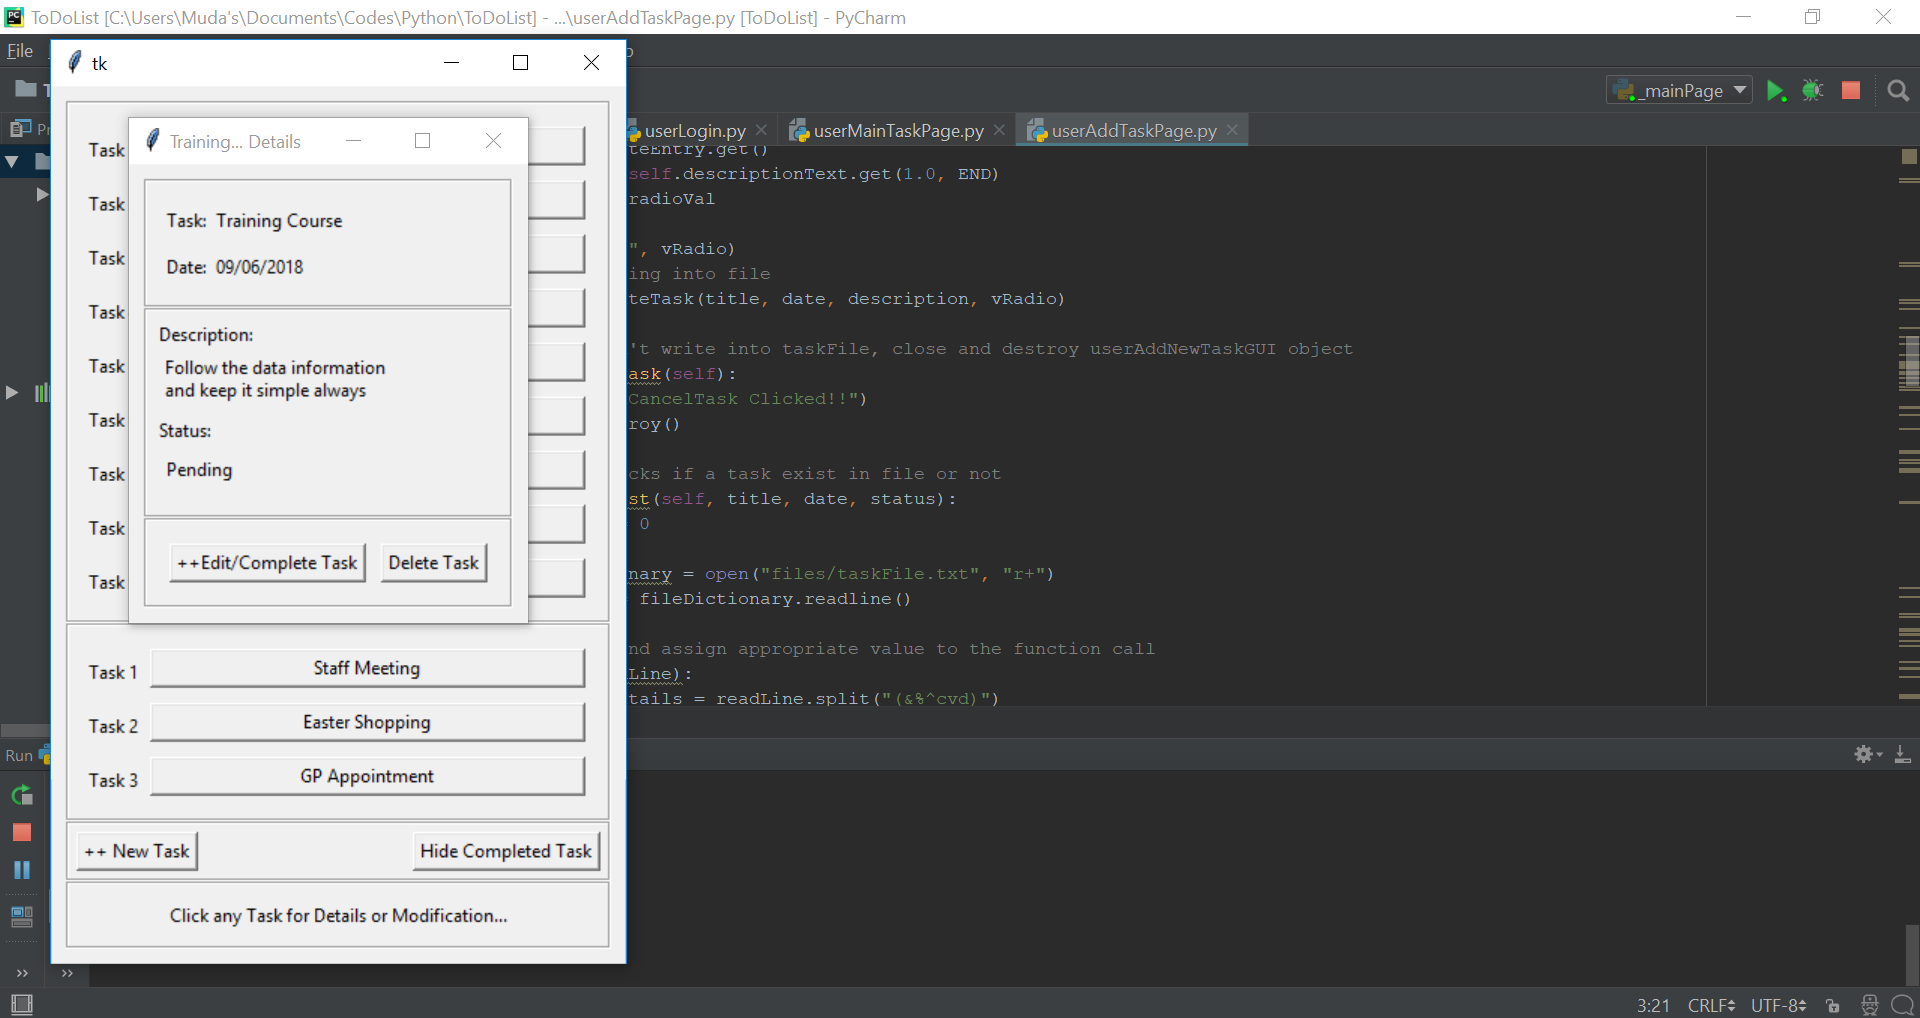 ToDoList [C:\Users\Muda's\Documents\Codes\Python\ToDoList] - ...\userAddTaskPage.py [ToDoList] - PyCharm
File
tk
_mainPage
userLogin.py
userMainTaskPage.py
userAddTaskPage.py
Training... Details
Task: Training Course
Date: 09/06/2018
Description:
Follow the data information
and keep it simple always
Status:
Pending
++Edit/Complete Task
Delete Task
Task
Task
Task
Task
Task
Task
Task
Task
Task
Task 1 Staff Meeting
Task 2 Easter Shopping
Task 3 GP Appointment
++ New Task
Hide Completed Task
Click any Task for Details or Modification...
teEntry.get()
self.descriptionText.get(1.0, END)
radioVal
", vRadio)
ing into file
teTask(title, date, description, vRadio)
't write into taskFile, close and destroy userAddNewTaskGUI object
ask(self):
CancelTask Clicked!!")
roy()
cks if a task exist in file or not
st(self, title, date, status):
0
nary = open("files/taskFile.txt", "r+")
fileDictionary.readline()
nd assign appropriate value to the function call
Line):
tails = readLine.split("(&%^cvd)")
Run
3:21 CRLF UTF-8